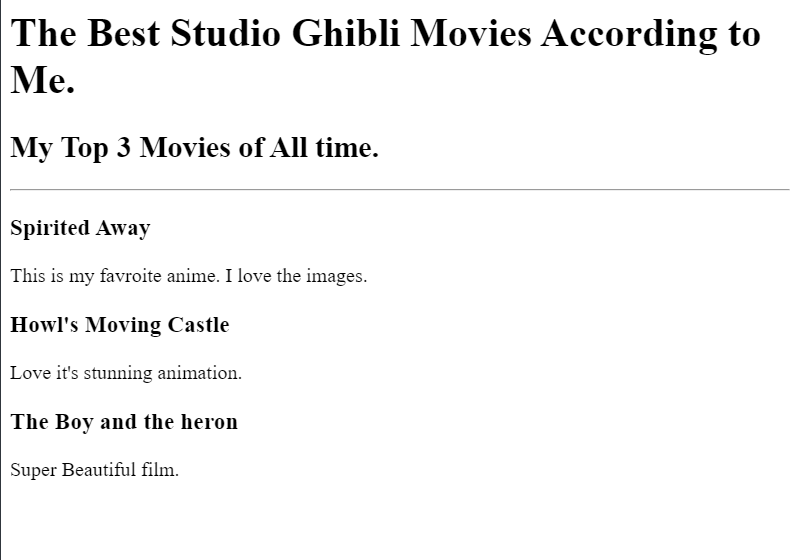 The Best Studio Ghibli Movies According to
Me.
My Top 3 Movies of All time.
Spirited Away
This is my favroite anime. I love the images.
Howl's Moving Castle
Love it's stunning animation.
The Boy and the heron
Super Beautiful film.